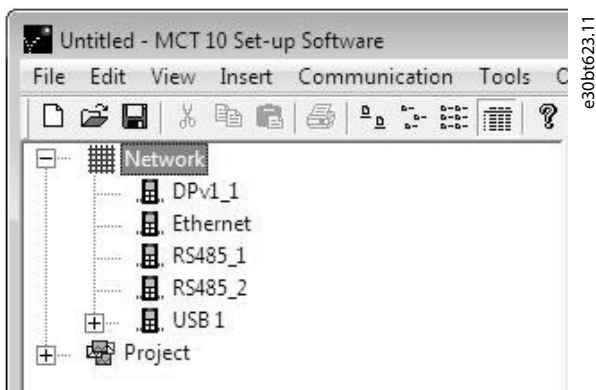 Untitled - MCT 10 Set-up Software
File Edit View Insert Communication Tools
Network
DPv1_1
Ethernet
RS485_1
RS485_2
USB 1
Project
e30bt623.11